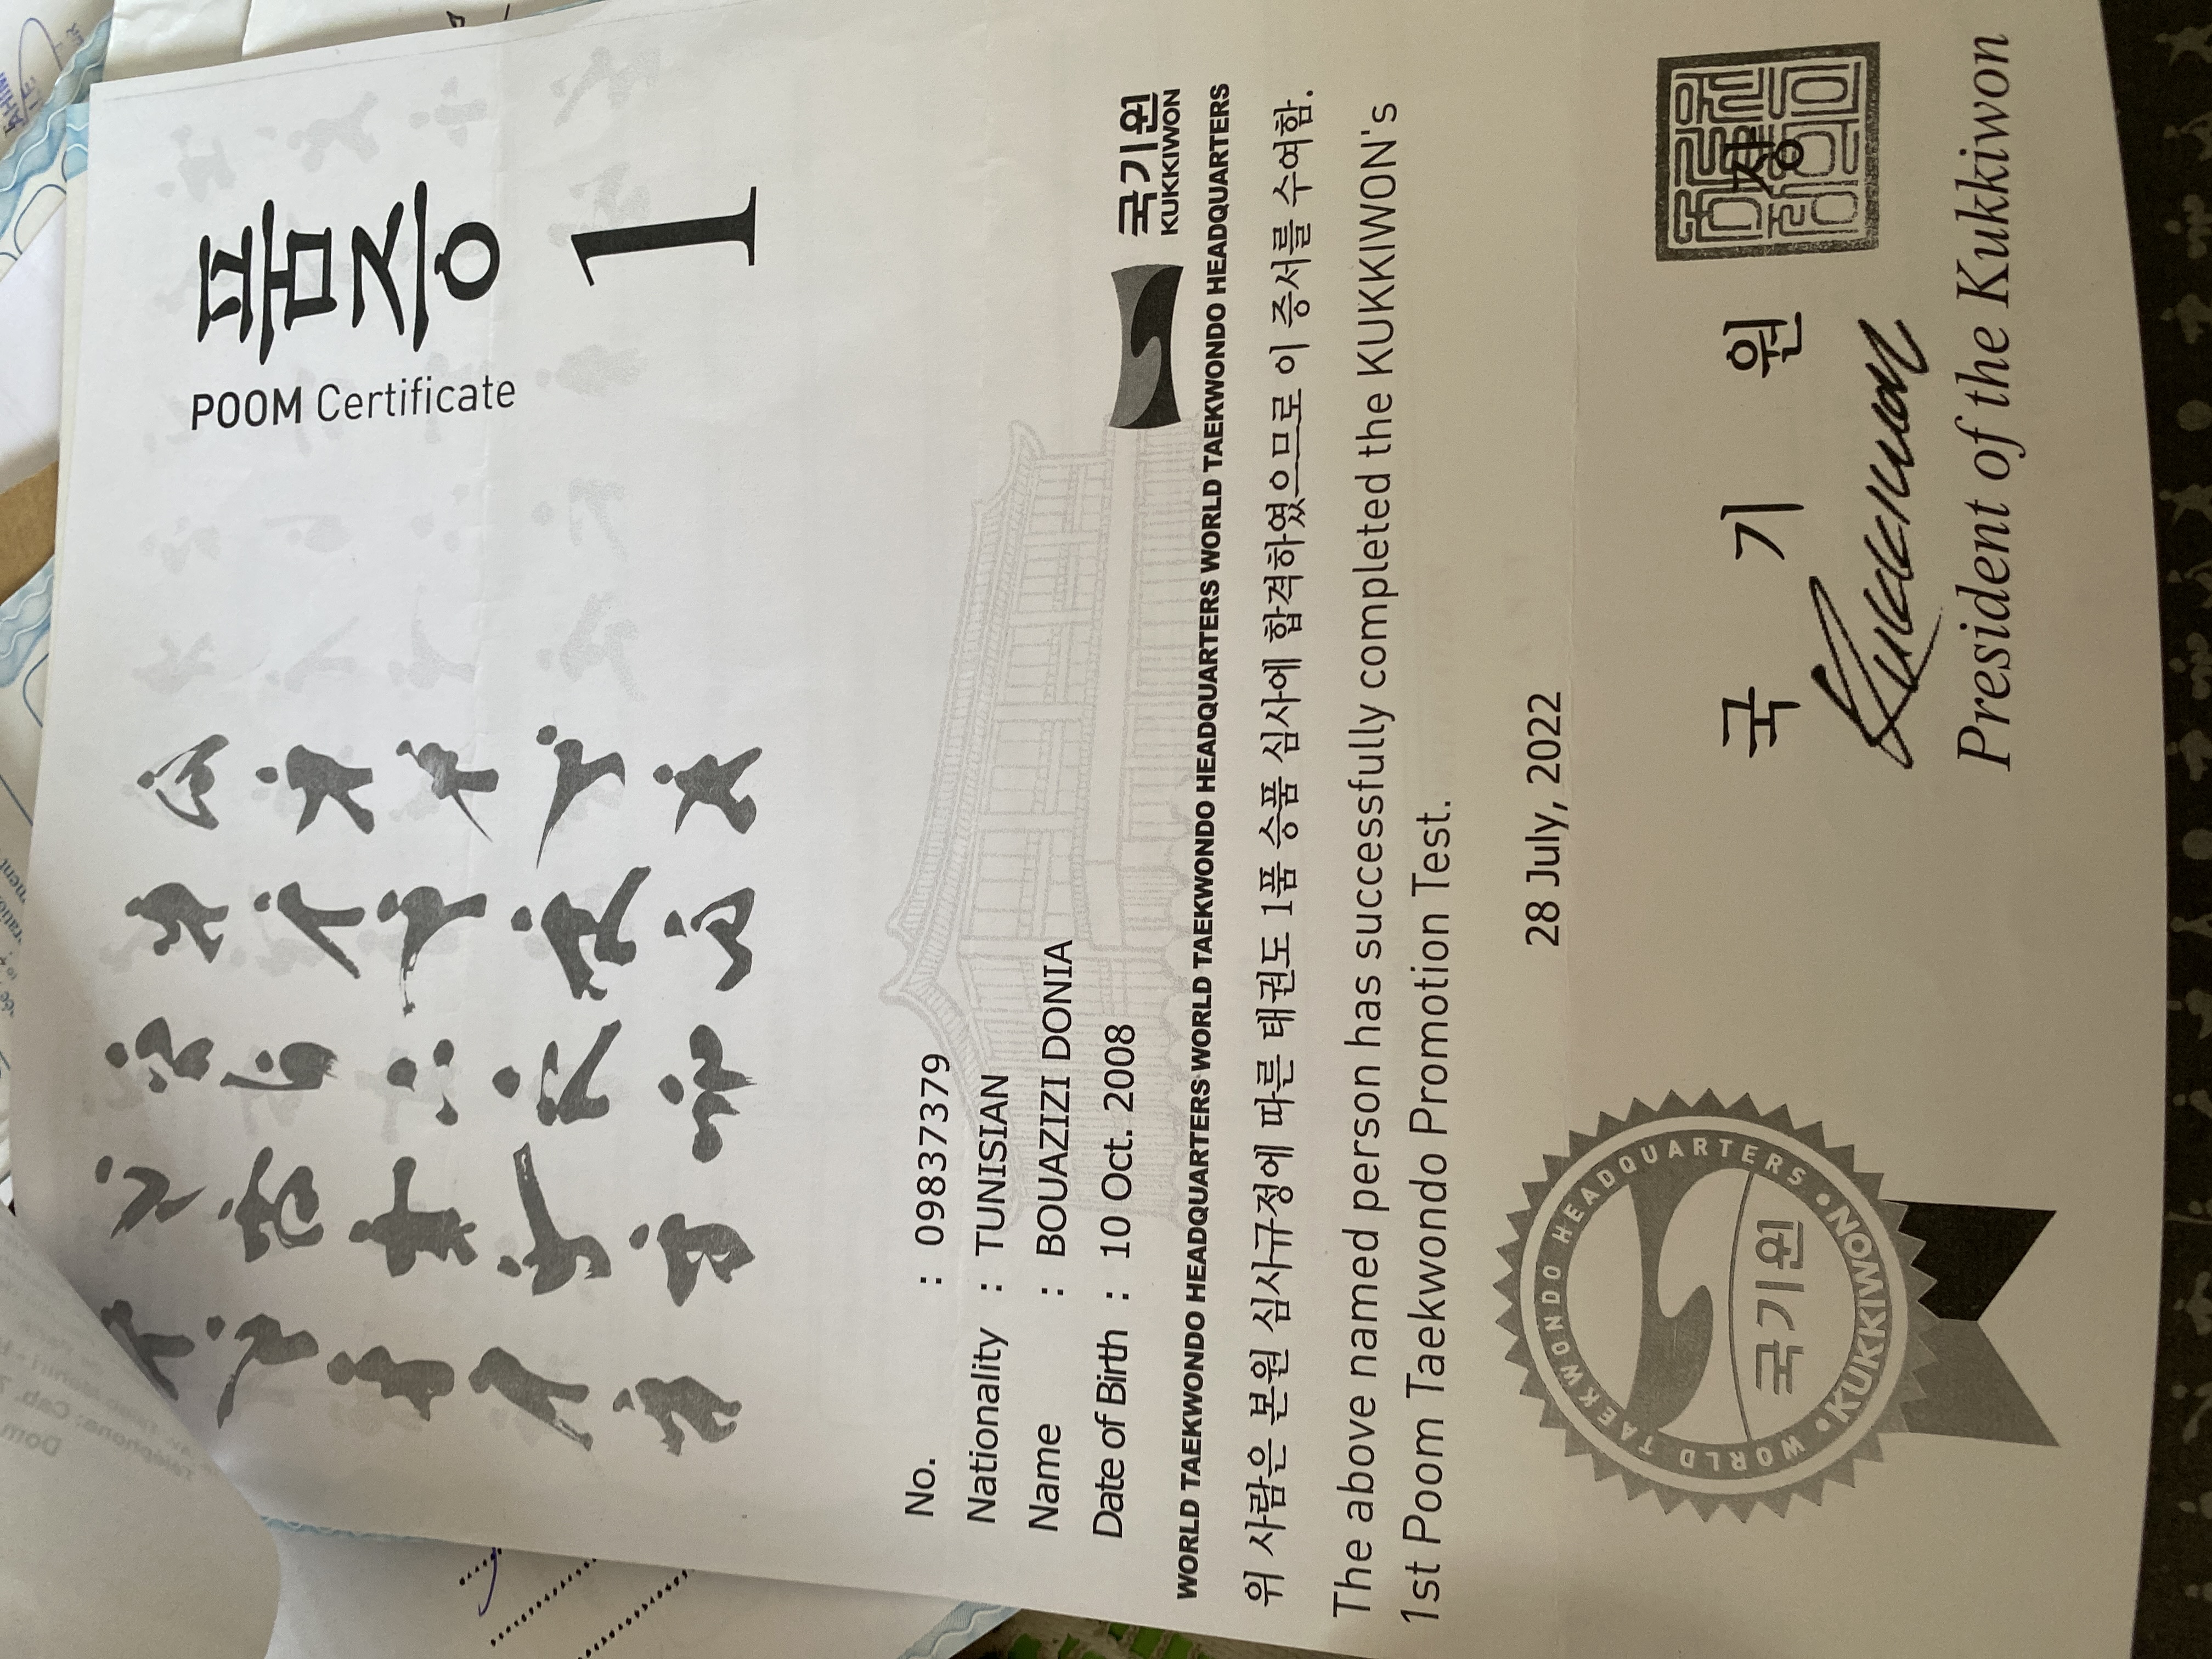 품증
POOM Certificate
1
No. : 09837379
Nationality : TUNISIAN
Name : BOUAZIZI DONIA
Date of Birth : 10 Oct. 2008
국기원
KUKKIWON
WORLD TAEKWONDO HEADQUARTERS WORLD TAEKWONDO HEADQUARTERS WORLD TAEKWONDO HEADQUARTERS WORLD TAEKWONDO HEADQUARTERS
위 사람은 본원 심사규정에 따른 태권도 1품 승품 심사에 합격하였으므로 이 증서를 수여함.
The above named person has successfully completed the KUKKIWON's
1st Poom Taekwondo Promotion Test.
28 July, 2022
국 기 원 장
Kukkiwon
President of the Kukkiwon
WORLD TAEKWONDO HEADQUARTERS • KUKKIWON •
국기원